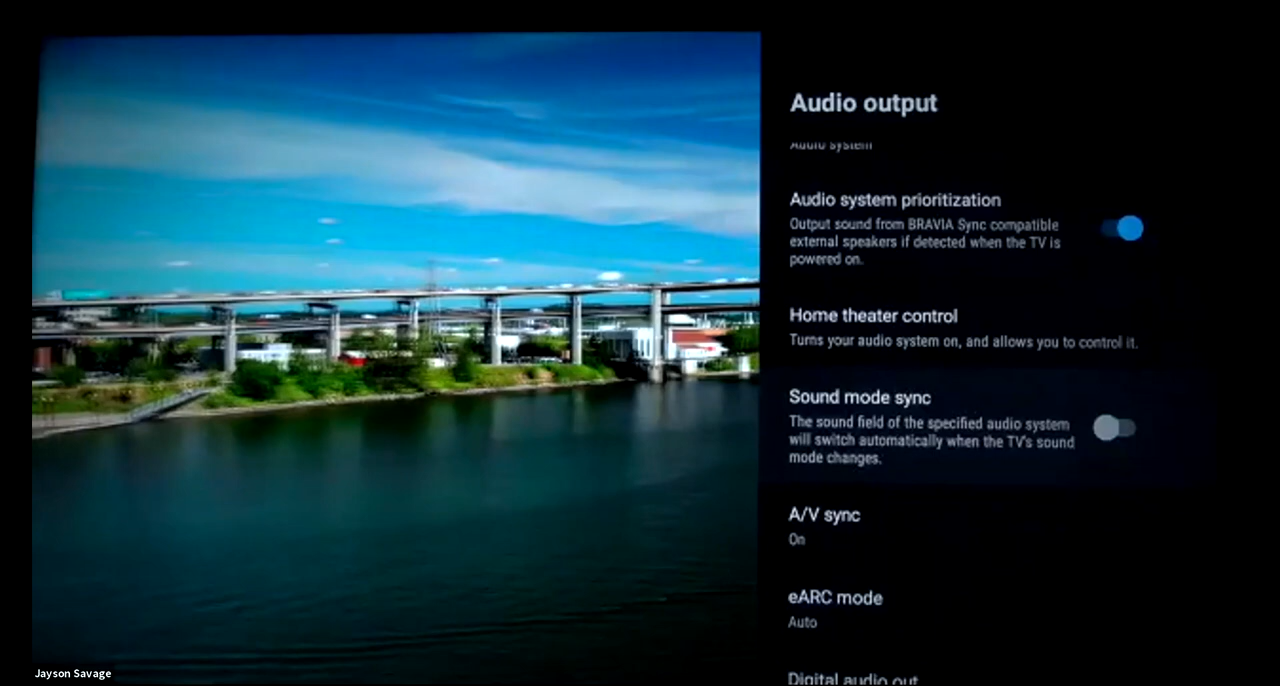 Audio output
Audio system
Audio system prioritization
Output sound from BRAVIA Sync compatible
external speakers if detected when the TV is
powered on.
Home theater control
Turns your audio system on, and allows you to control it.
Sound mode sync
The sound field of the specified audio system
will switch automatically when the TV's sound
mode changes.
A/V sync
On
eARC mode
Auto
Digital audio out
Jayson Savage